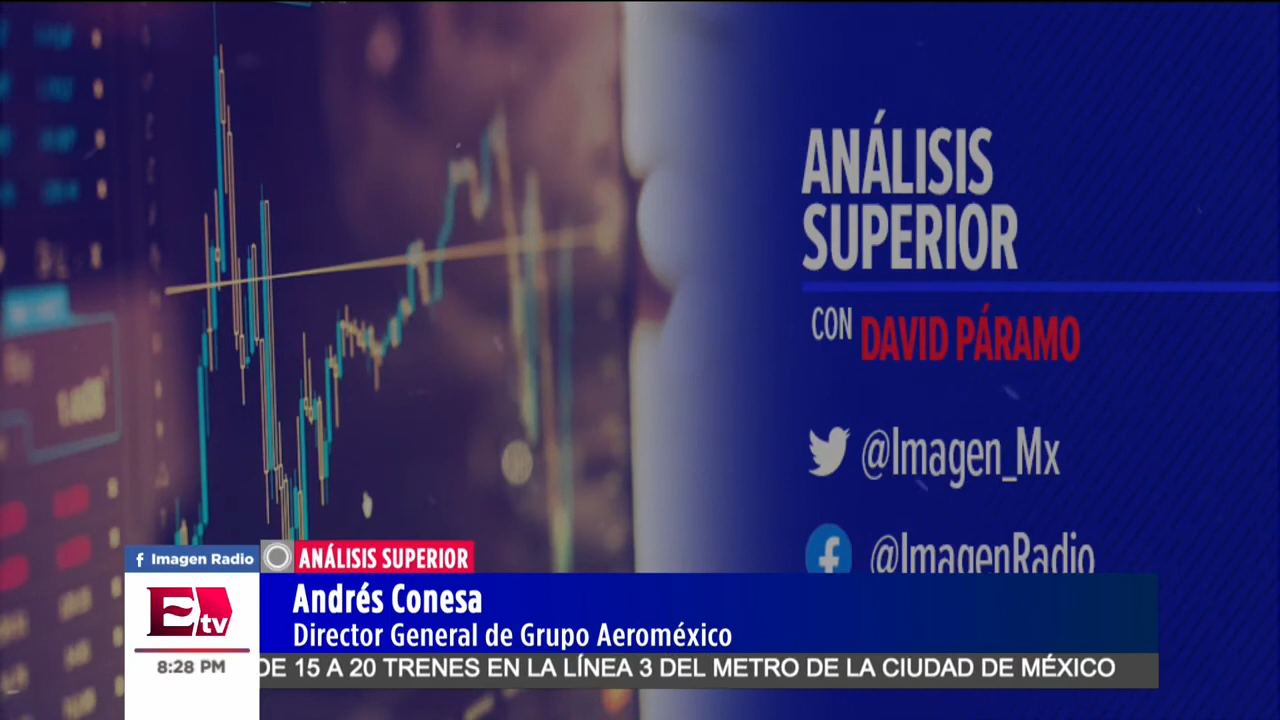 ANÁLISIS
SUPERIOR
CON DAVID PÁRAMO
@Imagen_Mx
@ImagenRadio
Imagen Radio
ANÁLISIS SUPERIOR
Etv
Andrés Conesa
Director General de Grupo Aeroméxico
8:28 PM
DE 15 A 20 TRENES EN LA LÍNEA 3 DEL METRO DE LA CIUDAD DE MÉXICO